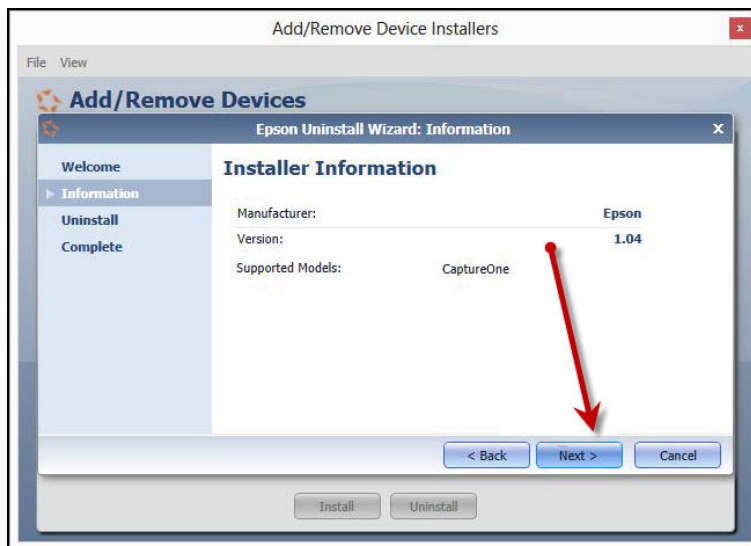 Add/Remove Device Installers
x
File View
Add/Remove Devices
Epson Uninstall Wizard: Information
x
Welcome
Information
Uninstall
Complete
Installer Information
Manufacturer: Epson
Version: 1.04
Supported Models: CaptureOne
< Back Next > Cancel
Install Uninstall